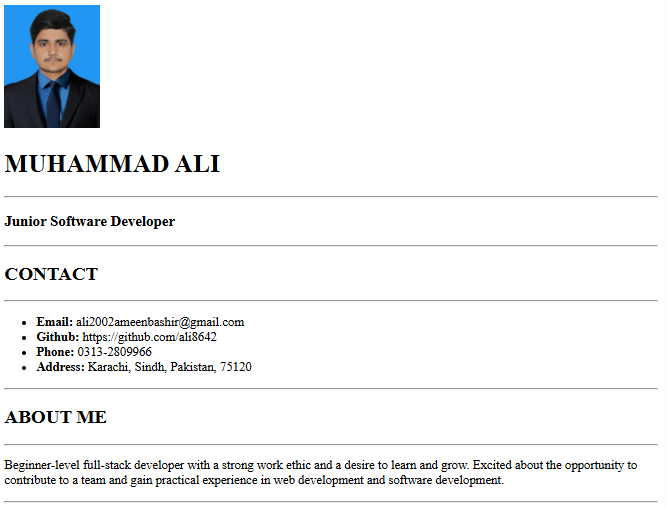 MUHAMMAD ALI
Junior Software Developer
CONTACT
Email: ali2002ameenbashir@gmail.com
Github: https://github.com/ali8642
Phone: 0313-2809966
Address: Karachi, Sindh, Pakistan, 75120
ABOUT ME
Beginner-level full-stack developer with a strong work ethic and a desire to learn and grow. Excited about the opportunity to
contribute to a team and gain practical experience in web development and software development.